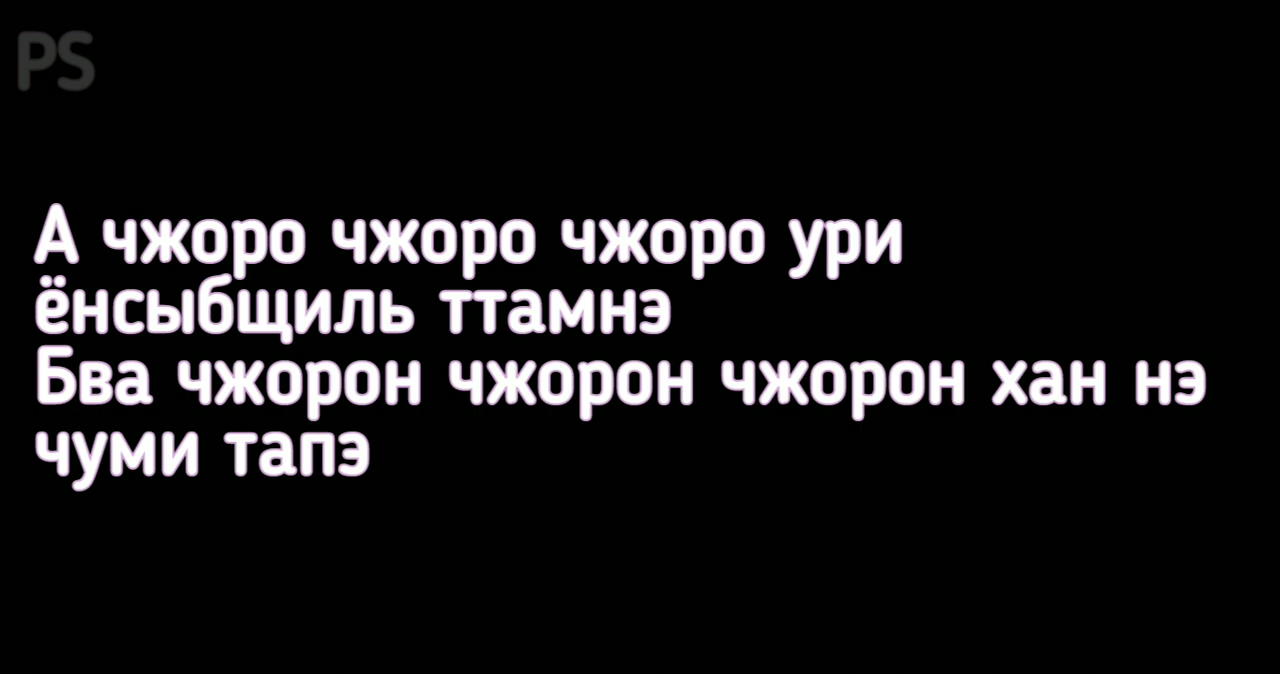 PS
А чжоро чжоро чжоро ури
ёнсыбщиль ттамнэ
Бва чжорон чжорон чжорон хан нэ
чуми тапэ